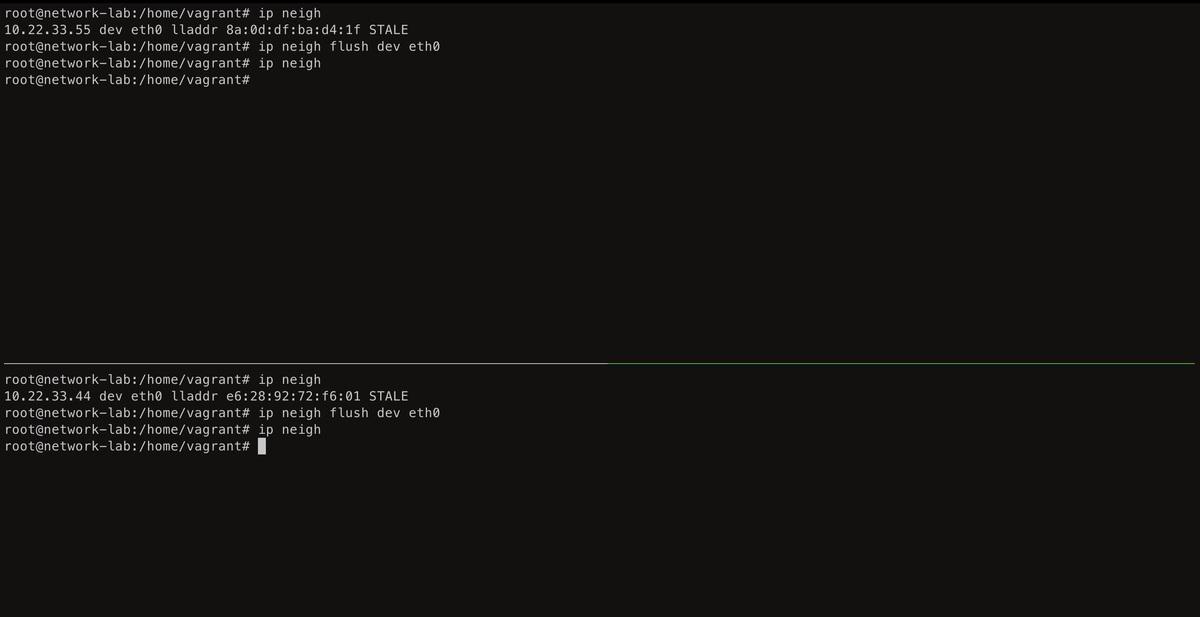 root@network-lab:/home/vagrant# ip neigh
10.22.33.55 dev eth0 lladdr 8a:0d:df:ba:d4:1f STALE
root@network-lab:/home/vagrant# ip neigh flush dev eth0
root@network-lab:/home/vagrant# ip neigh
root@network-lab:/home/vagrant#
root@network-lab:/home/vagrant# ip neigh
10.22.33.44 dev eth0 lladdr e6:28:92:72:f6:01 STALE
root@network-lab:/home/vagrant# ip neigh flush dev eth0
root@network-lab:/home/vagrant# ip neigh
root@network-lab:/home/vagrant#